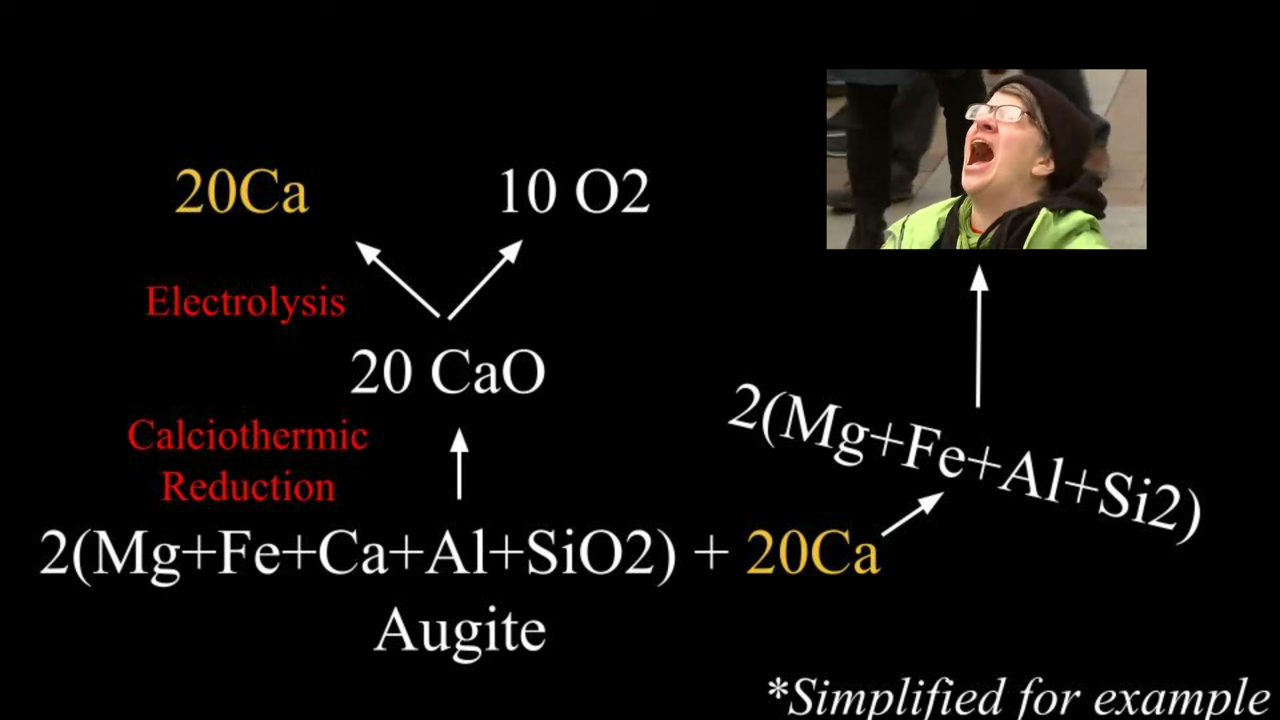 20Ca
10 O2
Electrolysis
20 CaO
Calciothermic
Reduction
2(Mg+Fe+Al+Si2)
2(Mg+Fe+Ca+Al+SiO2) + 20Ca
Augite
*Simplified for example